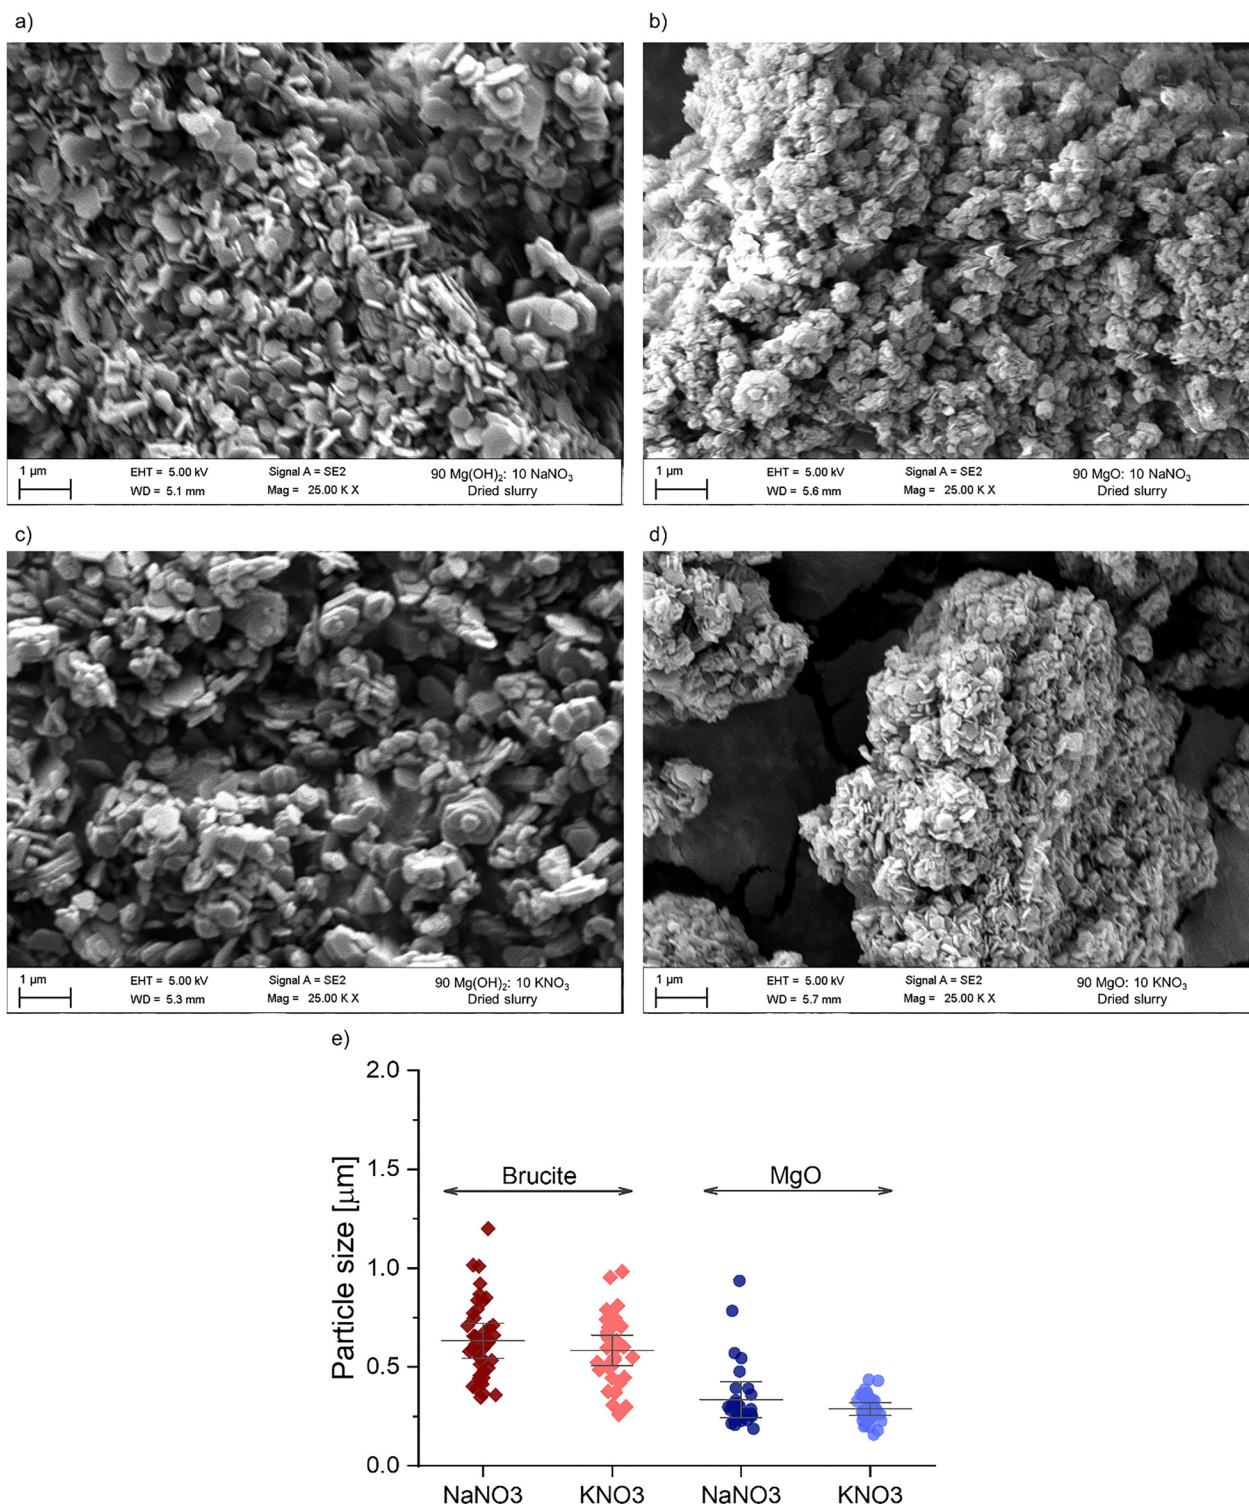 a)
b)
1 µm
EHT = 5.00 kV
Signal A = SE2
90 Mg(OH)₂: 10 NaNO₃
WD = 5.1 mm
Mag = 25.00 K X
Dried slurry
1 µm
EHT = 5.00 kV
Signal A = SE2
90 MgO: 10 NaNO₃
WD = 5.6 mm
Mag = 25.00 K X
Dried slurry
c)
d)
1 µm
EHT = 5.00 kV
Signal A = SE2
90 Mg(OH)₂: 10 KNO₃
WD = 5.3 mm
Mag = 25.00 K X
Dried slurry
1 µm
EHT = 5.00 kV
Signal A = SE2
90 MgO: 10 KNO₃
WD = 5.7 mm
Mag = 25.00 K X
Dried slurry
e)
Particle size [µm]
2.0
1.5
1.0
0.5
0.0
Brucite
MgO
NaNO3
KNO3
NaNO3
KNO3